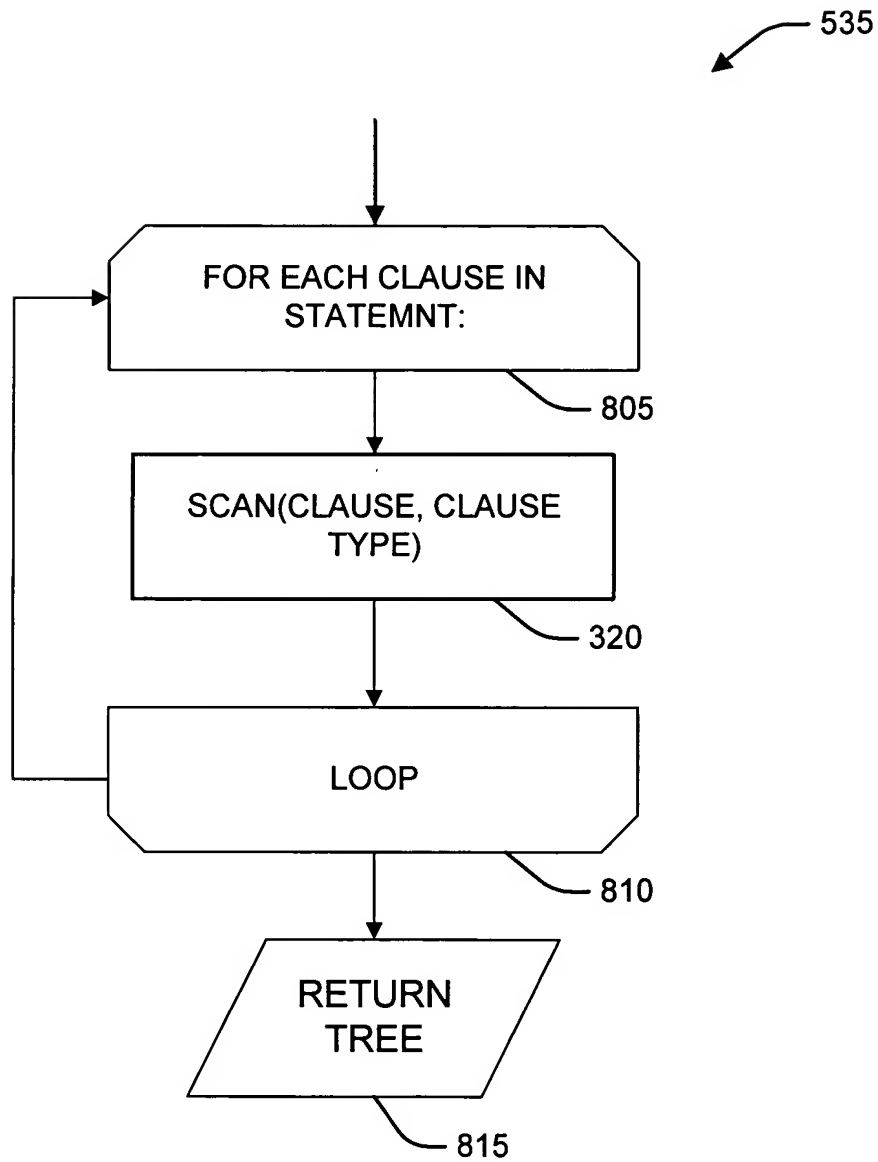 535
FOR EACH CLAUSE IN
STATEMNT:
805
SCAN(CLAUSE, CLAUSE
TYPE)
320
LOOP
810
RETURN
TREE
815